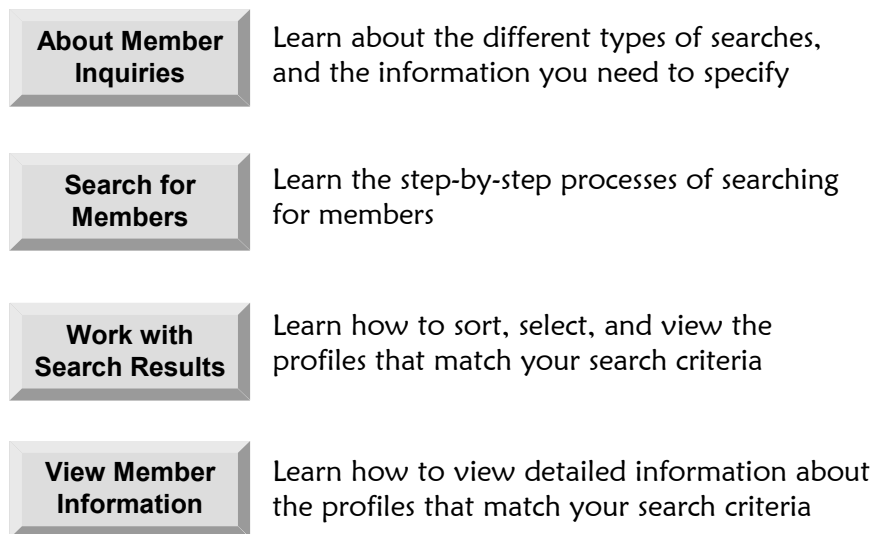 About Member
Inquiries
Learn about the different types of searches,
and the information you need to specify
Search for
Members
Learn the step-by-step processes of searching
for members
Work with
Search Results
Learn how to sort, select, and view the
profiles that match your search criteria
View Member
Information
Learn how to view detailed information about
the profiles that match your search criteria